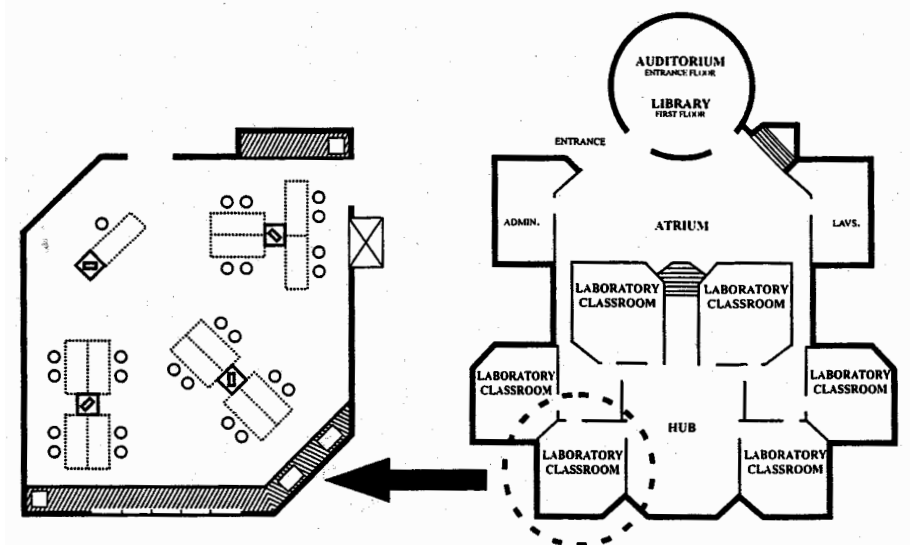 AUDITORIUM
ENTRANCE FLOOR
LIBRARY
FIRST FLOOR
ENTRANCE
ADMIN.
ATRIUM
LAVS.
LABORATORY
CLASSROOM
LABORATORY
CLASSROOM
LABORATORY
CLASSROOM
LABORATORY
CLASSROOM
HUB
LABORATORY
CLASSROOM
LABORATORY
CLASSROOM